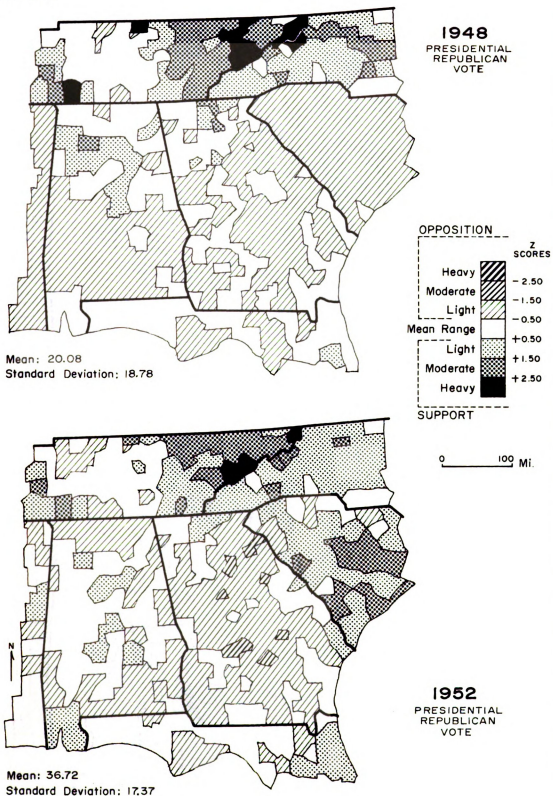 1948
PRESIDENTIAL
REPUBLICAN
VOTE
OPPOSITION
Z
SCORES
Heavy
-2.50
Moderate
-1.50
Light
-0.50
Mean Range
+0.50
Light
+1.50
Moderate
+2.50
Heavy
SUPPORT
Mean: 20.08
Standard Deviation: 18.78
0 100 Mi.
N
1952
PRESIDENTIAL
REPUBLICAN
VOTE
Mean: 36.72
Standard Deviation: 17.37